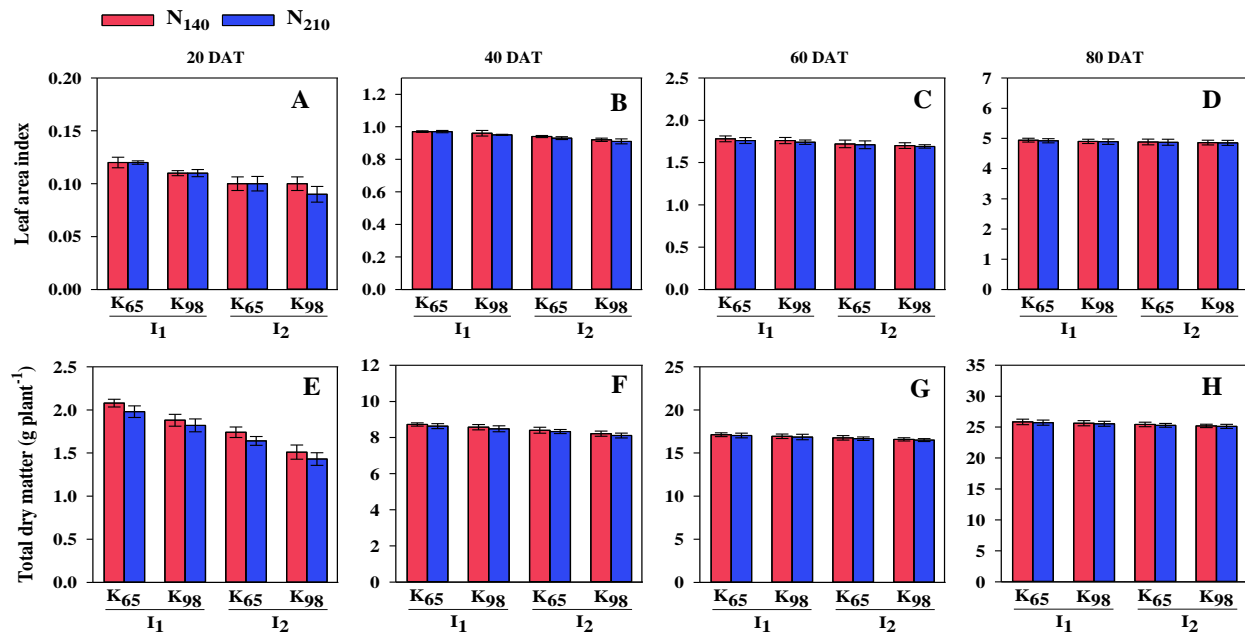 N140 N210
20 DAT 40 DAT 60 DAT 80 DAT
Leaf area index
0.20
0.15
0.10
0.05
0.00
A
K65 K98 K65 K98
I1 I2
1.2
1.0
0.8
0.6
0.4
0.2
0.0
B
K65 K98 K65 K98
I1 I2
2.5
2.0
1.5
1.0
0.5
0.0
C
K65 K98 K65 K98
I1 I2
7
6
5
4
3
2
1
0
D
K65 K98 K65 K98
I1 I2
Total dry matter (g plant-1)
2.5
2.0
1.5
1.0
0.5
0.0
E
K65 K98 K65 K98
I1 I2
12
10
8
6
4
2
0
F
K65 K98 K65 K98
I1 I2
25
20
15
10
5
0
G
K65 K98 K65 K98
I1 I2
35
30
25
20
15
10
5
0
H
K65 K98 K65 K98
I1 I2